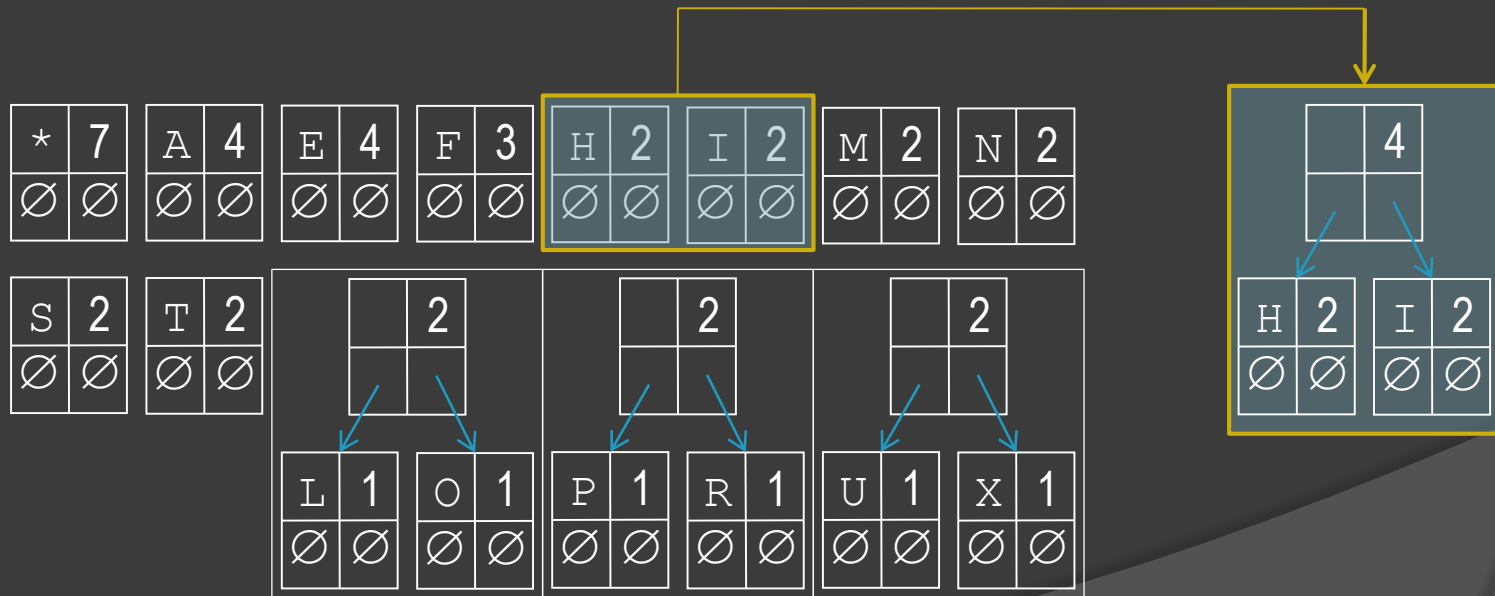 * 7 A 4 E 4 F 3 H 2 I 2 M 2 N 2 4
∅ ∅ ∅ ∅ ∅ ∅ ∅ ∅ ∅ ∅ ∅ ∅ ∅ ∅ ∅ ∅
S 2 T 2 2 2 2 H 2 I 2
∅ ∅ ∅ ∅ ∅ ∅ ∅ ∅
L 1 O 1 P 1 R 1 U 1 X 1
∅ ∅ ∅ ∅ ∅ ∅ ∅ ∅ ∅ ∅ ∅ ∅